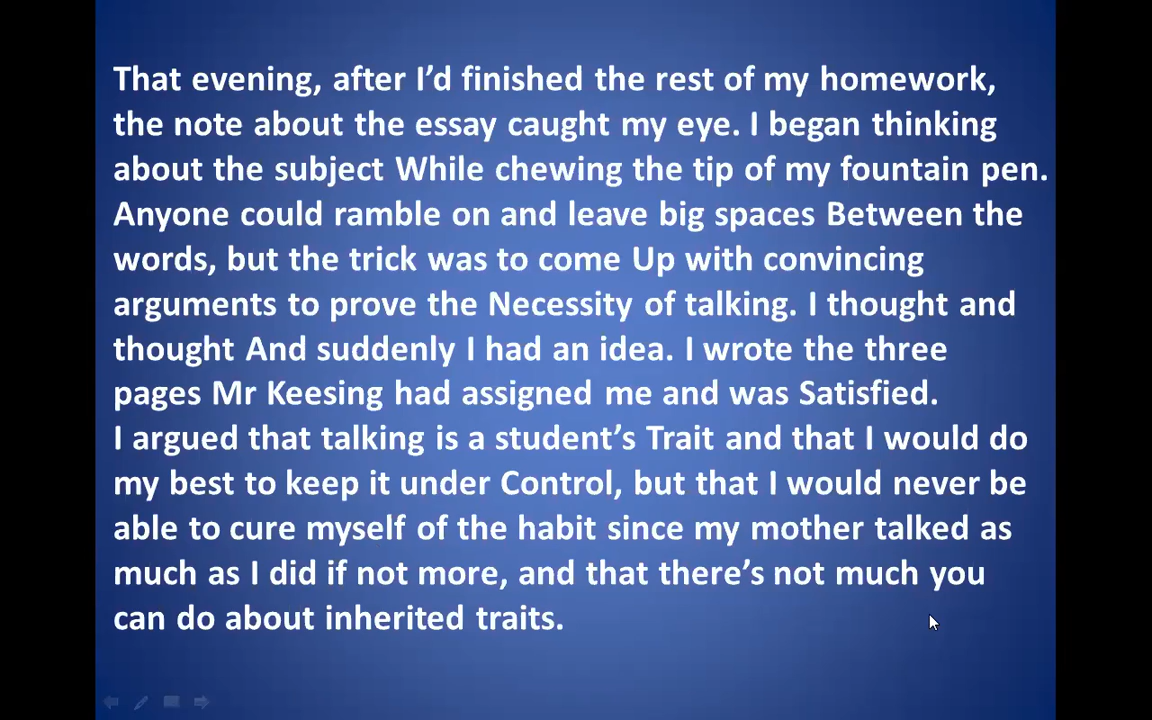 That evening, after I’d finished the rest of my homework,
the note about the essay caught my eye. I began thinking
about the subject While chewing the tip of my fountain pen.
Anyone could ramble on and leave big spaces Between the
words, but the trick was to come Up with convincing
arguments to prove the Necessity of talking. I thought and
thought And suddenly I had an idea. I wrote the three
pages Mr Keesing had assigned me and was Satisfied.
I argued that talking is a student’s Trait and that I would do
my best to keep it under Control, but that I would never be
able to cure myself of the habit since my mother talked as
much as I did if not more, and that there’s not much you
can do about inherited traits.